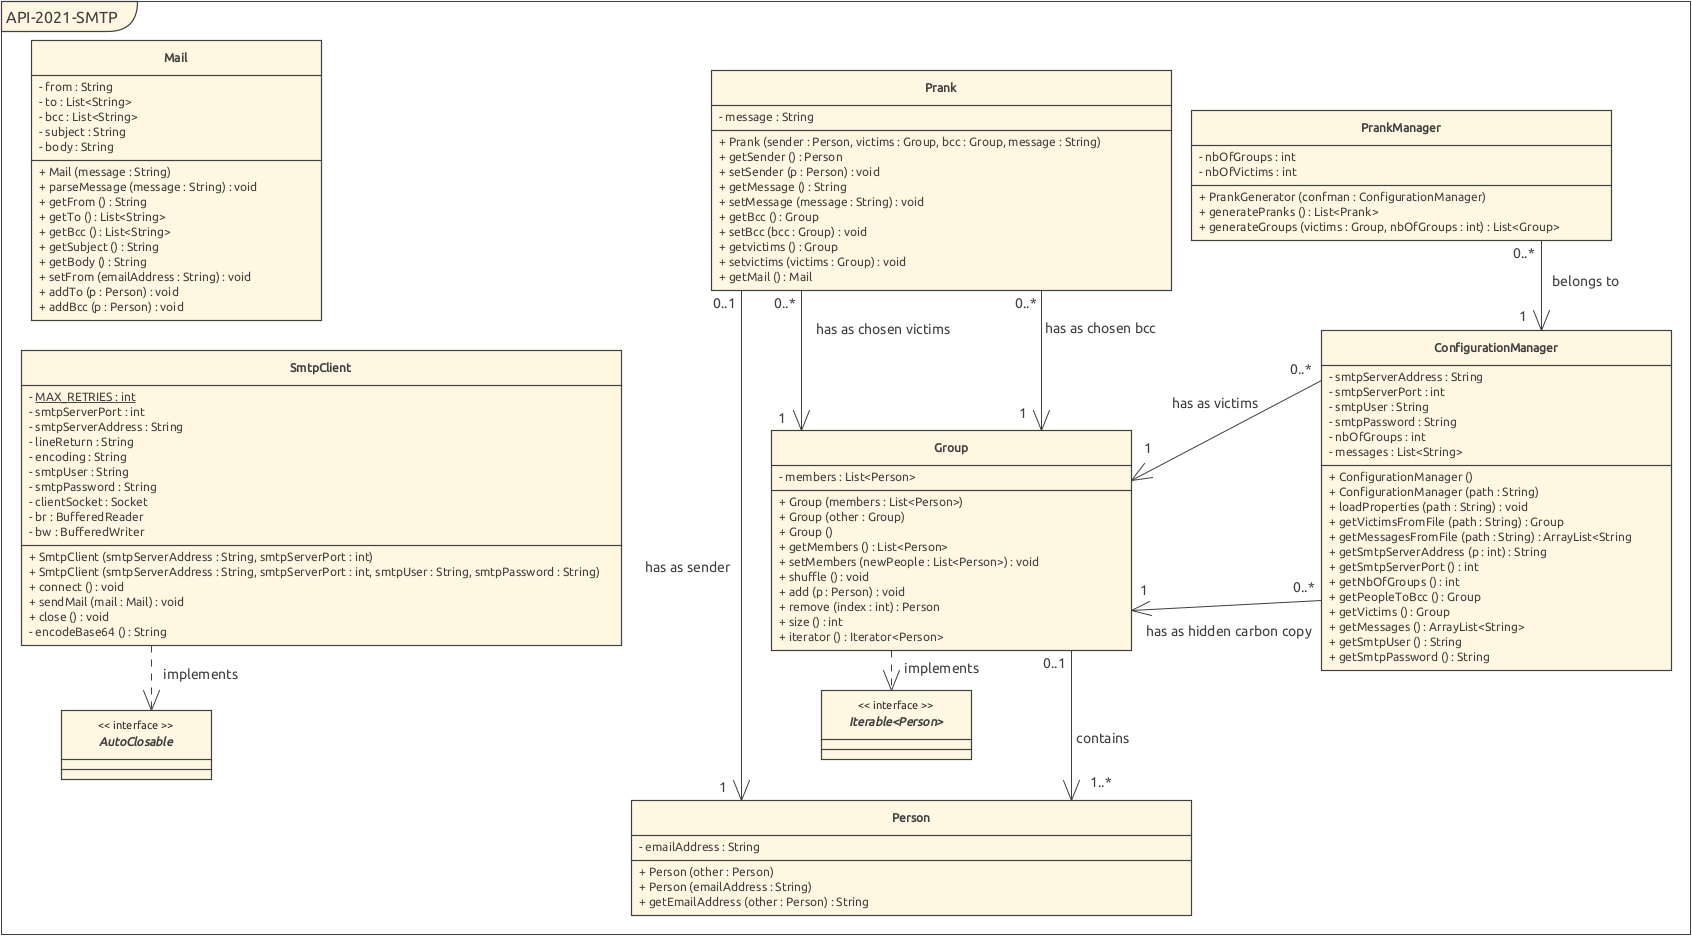 API-2021-SMTP
Mail
- from : String
- to : List<String>
- bcc : List<String>
- subject : String
- body : String
+ Mail (message : String)
+ parseMessage (message : String) : void
+ getFrom () : String
+ getTo () : List<String>
+ getBcc () : List<String>
+ getSubject () : String
+ getBody () : String
+ setFrom (emailAddress : String) : void
+ addTo (p : Person) : void
+ addBcc (p : Person) : void
Prank
- message : String
+ Prank (sender : Person, victims : Group, bcc : Group, message : String)
+ getSender () : Person
+ setSender (p : Person) : void
+ getMessage () : String
+ setMessage (message : String) : void
+ getBcc () : Group
+ setBcc (bcc : Group) : void
+ getvictims () : Group
+ setvictims (victims : Group) : void
+ getMail () : Mail
PrankManager
- nbOfGroups : int
- nbOfVictims : int
+ PrankGenerator (confman : ConfigurationManager)
+ generatePranks () : List<Prank>
+ generateGroups (victims : Group, nbOfGroups : int) : List<Group>
0..*
belongs to
1
0..1
0..*
has as chosen victims
1
0..*
has as chosen bcc
1
SmtpClient
- MAX_RETRIES : int
- smtpServerPort : int
- smtpServerAddress : String
- lineReturn : String
- encoding : String
- smtpUser : String
- smtpPassword : String
- clientSocket : Socket
- br : BufferedReader
- bw : BufferedWriter
+ SmtpClient (smtpServerAddress : String, smtpServerPort : int)
+ SmtpClient (smtpServerAddress : String, smtpServerPort : int, smtpUser : String, smtpPassword : String)
+ connect () : void
+ sendMail (mail : Mail) : void
+ close () : void
- encodeBase64 () : String
implements
<< interface >>
AutoClosable
has as sender
1
Group
- members : List<Person>
+ Group (members : List<Person>)
+ Group (other : Group)
+ Group ()
+ getMembers () : List<Person>
+ setMembers (newPeople : List<Person>) : void
+ shuffle () : void
+ add (p : Person) : void
+ remove (index : int) : Person
+ size () : int
+ iterator () : Iterator<Person>
implements
<< interface >>
Iterable<Person>
0..1
contains
1..*
0..*
has as victims
1
0..*
1
has as hidden carbon copy
ConfigurationManager
- smtpServerAddress : String
- smtpServerPort : int
- smtpUser : String
- smtpPassword : String
- nbOfGroups : int
- messages : List<String>
+ ConfigurationManager ()
+ ConfigurationManager (path : String)
+ loadProperties (path : String) : void
+ getVictimsFromFile (path : String) : Group
+ getMessagesFromFile (path : String) : ArrayList<String
+ getSmtpServerAddress (p : int) : String
+ getSmtpServerPort () : int
+ getNbOfGroups () : int
+ getPeopleToBcc () : Group
+ getVictims () : Group
+ getMessages () : ArrayList<String>
+ getSmtpUser () : String
+ getSmtpPassword () : String
Person
- emailAddress : String
+ Person (other : Person)
+ Person (emailAddress : String)
+ getEmailAddress (other : Person) : String